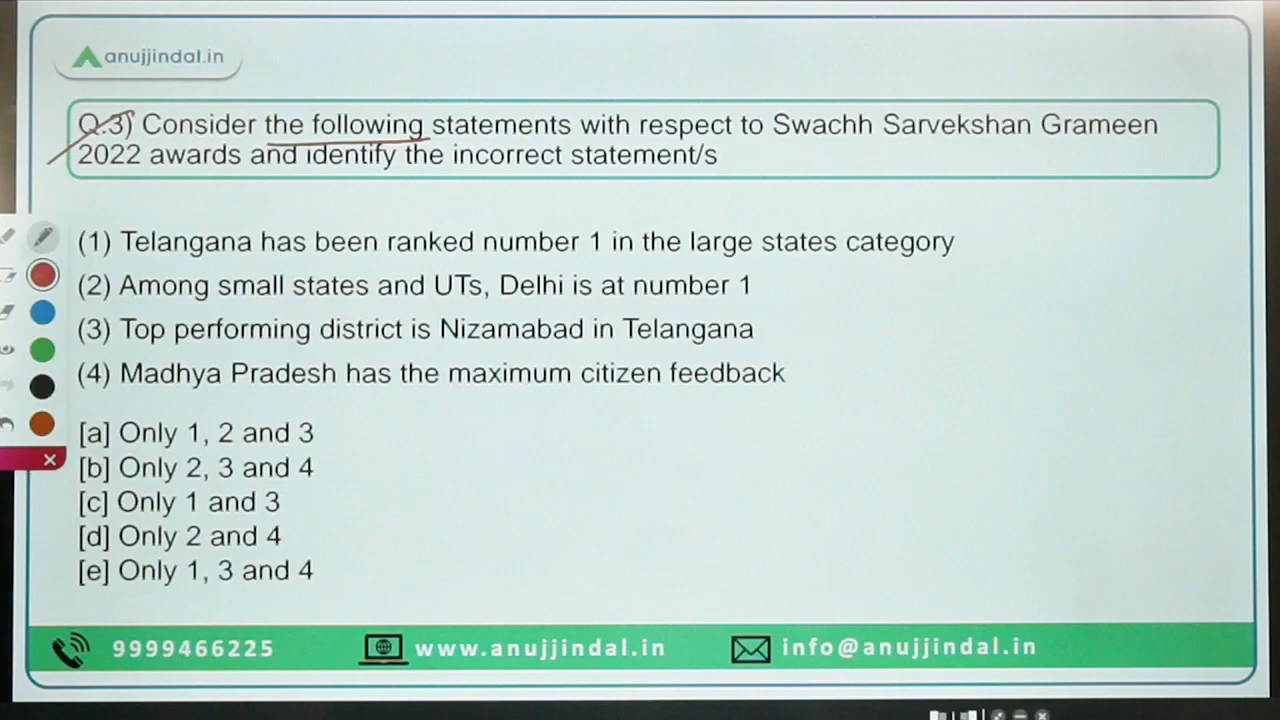 anujjindal.in
Q.3) Consider the following statements with respect to Swachh Sarvekshan Grameen
2022 awards and identify the incorrect statement/s
(1) Telangana has been ranked number 1 in the large states category
(2) Among small states and UTs, Delhi is at number 1
(3) Top performing district is Nizamabad in Telangana
(4) Madhya Pradesh has the maximum citizen feedback
[a] Only 1, 2 and 3
[b] Only 2, 3 and 4
[c] Only 1 and 3
[d] Only 2 and 4
[e] Only 1, 3 and 4
9999466225 www.anujjindal.in info@anujjindal.in